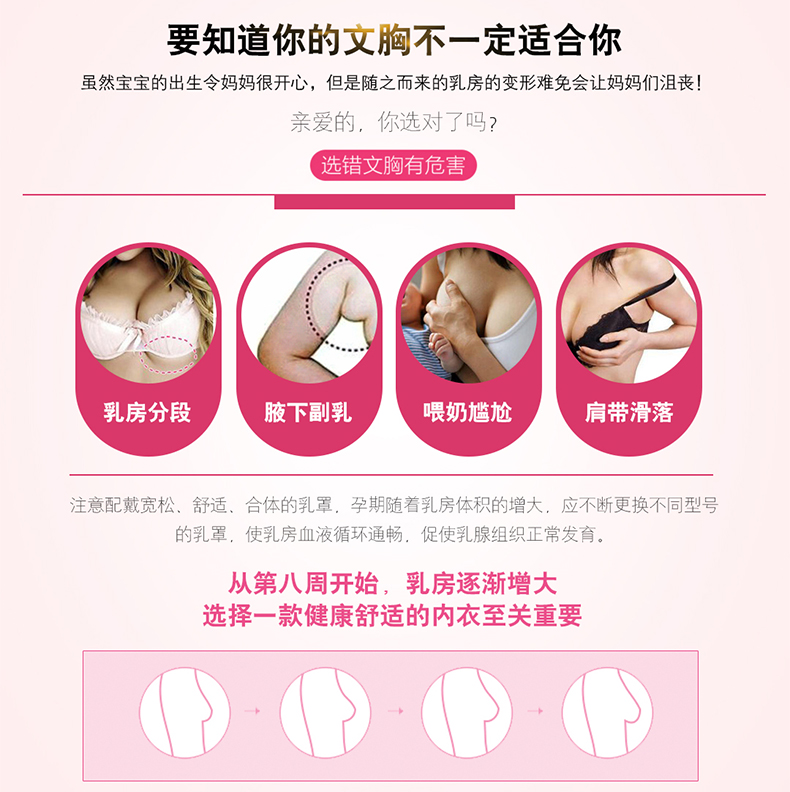 要知道你的文胸不一定适合你
虽然宝宝的出生令妈妈很开心，但是随之而来的乳房的变形难免会让妈妈们沮丧！
亲爱的，你选对了吗？
选错文胸有危害
乳房分段
腋下副乳
喂奶尴尬
肩带滑落
注意配戴宽松、舒适、合体的乳罩，孕期随着乳房体积的增大，应不断更换不同型号
的乳罩，使乳房血液循环通畅，促使乳腺组织正常发育。
从第八周开始，乳房逐渐增大
选择一款健康舒适的内衣至关重要